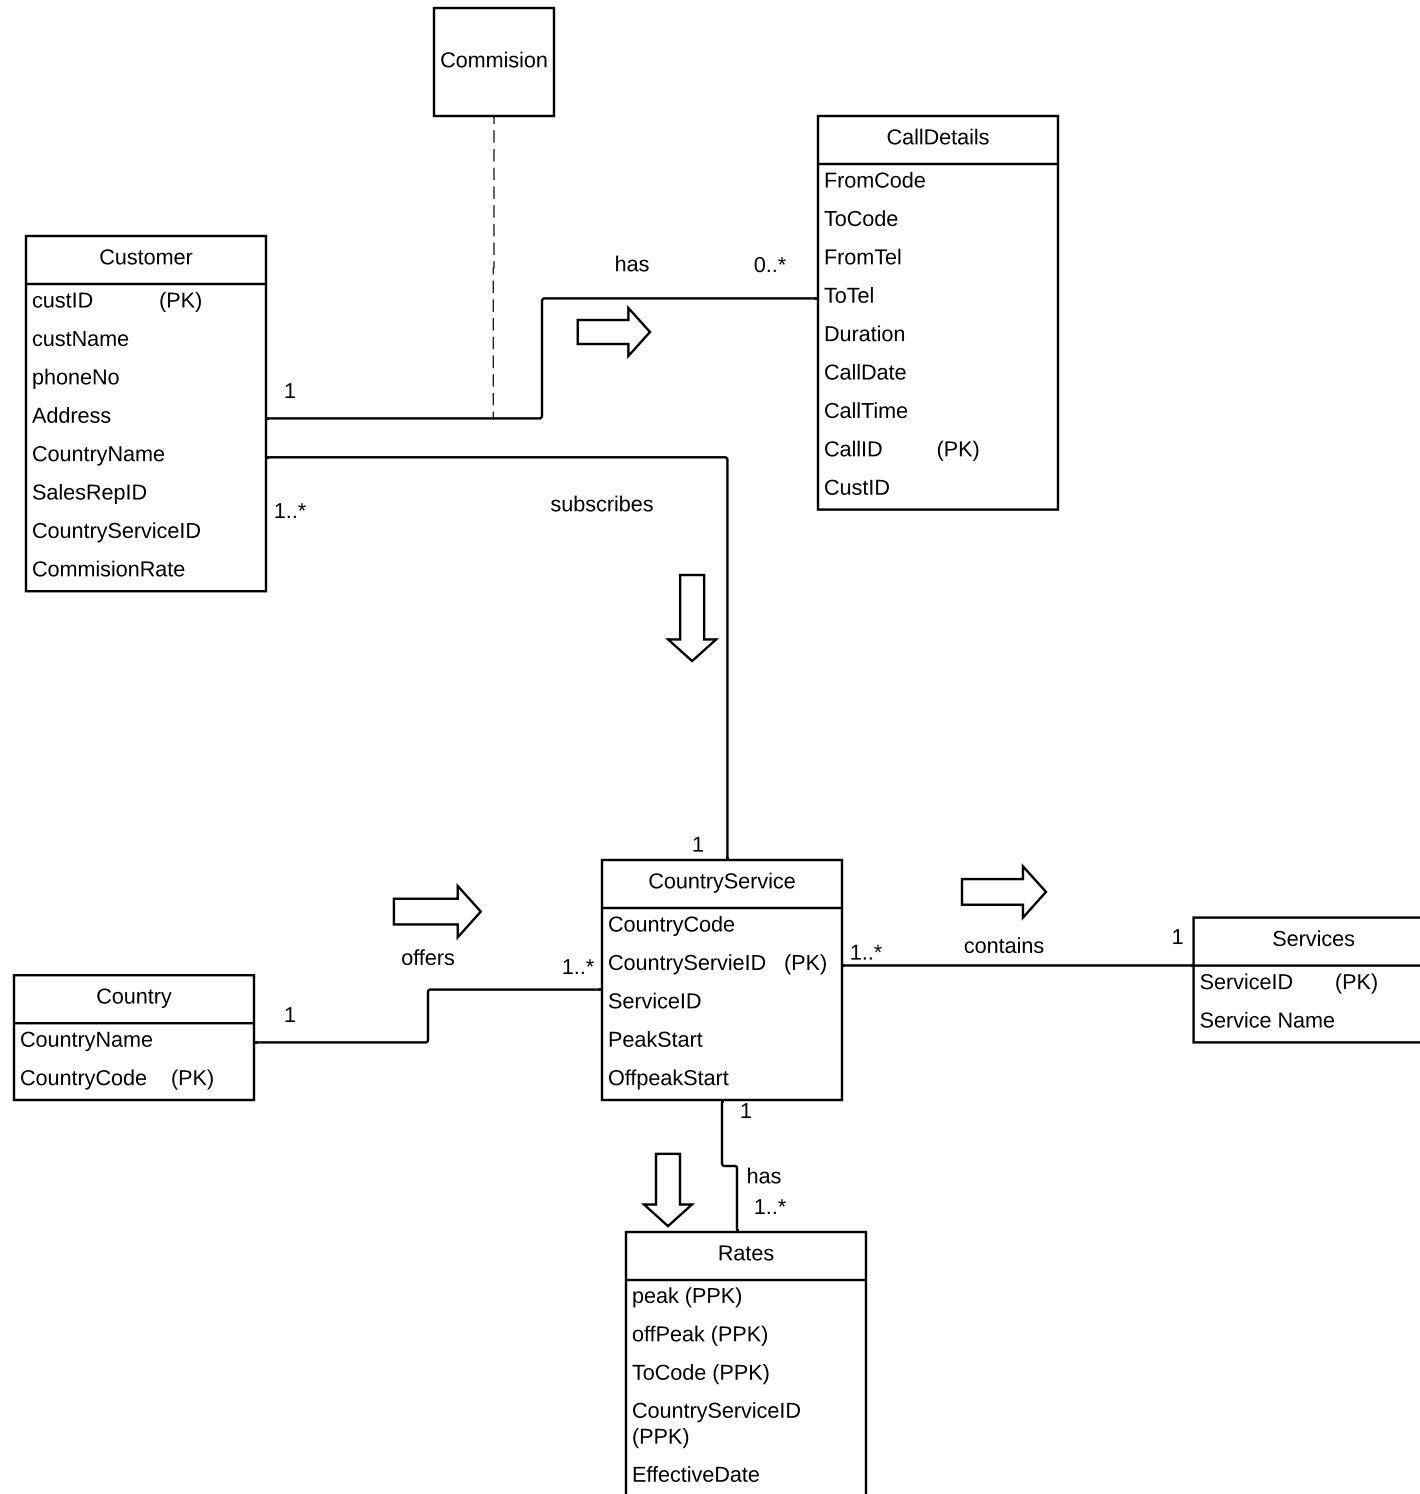 Commision
CallDetails
FromCode
ToCode
FromTel
ToTel
Duration
CallDate
CallTime
CallID (PK)
CustID
has
0..*
Customer
custID (PK)
custName
phoneNo
Address
CountryName
SalesRepID
CountryServiceID
CommisionRate
1
1..*
subscribes
1
CountryService
CountryCode
CountryServieID (PK)
ServiceID
PeakStart
OffpeakStart
offers
1..*
1
Country
CountryName
CountryCode (PK)
1..*
contains
1
Services
ServiceID (PK)
Service Name
1
has
1..*
Rates
peak (PPK)
offPeak (PPK)
ToCode (PPK)
CountryServiceID
(PPK)
EffectiveDate